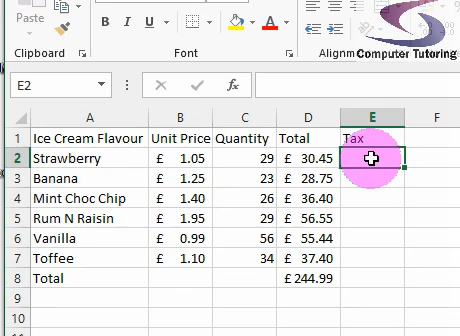 Paste
B I U
Clipboard
Font
Alignm
Computer Tutoring
E2
fx
A B C D E F
1 Ice Cream Flavour Unit Price Quantity Total Tax
2 Strawberry £ 1.05 29 £ 30.45
3 Banana £ 1.25 23 £ 28.75
4 Mint Choc Chip £ 1.40 26 £ 36.40
5 Rum N Raisin £ 1.95 29 £ 56.55
6 Vanilla £ 0.99 56 £ 55.44
7 Toffee £ 1.10 34 £ 37.40
8 Total £ 244.99
9
10
11